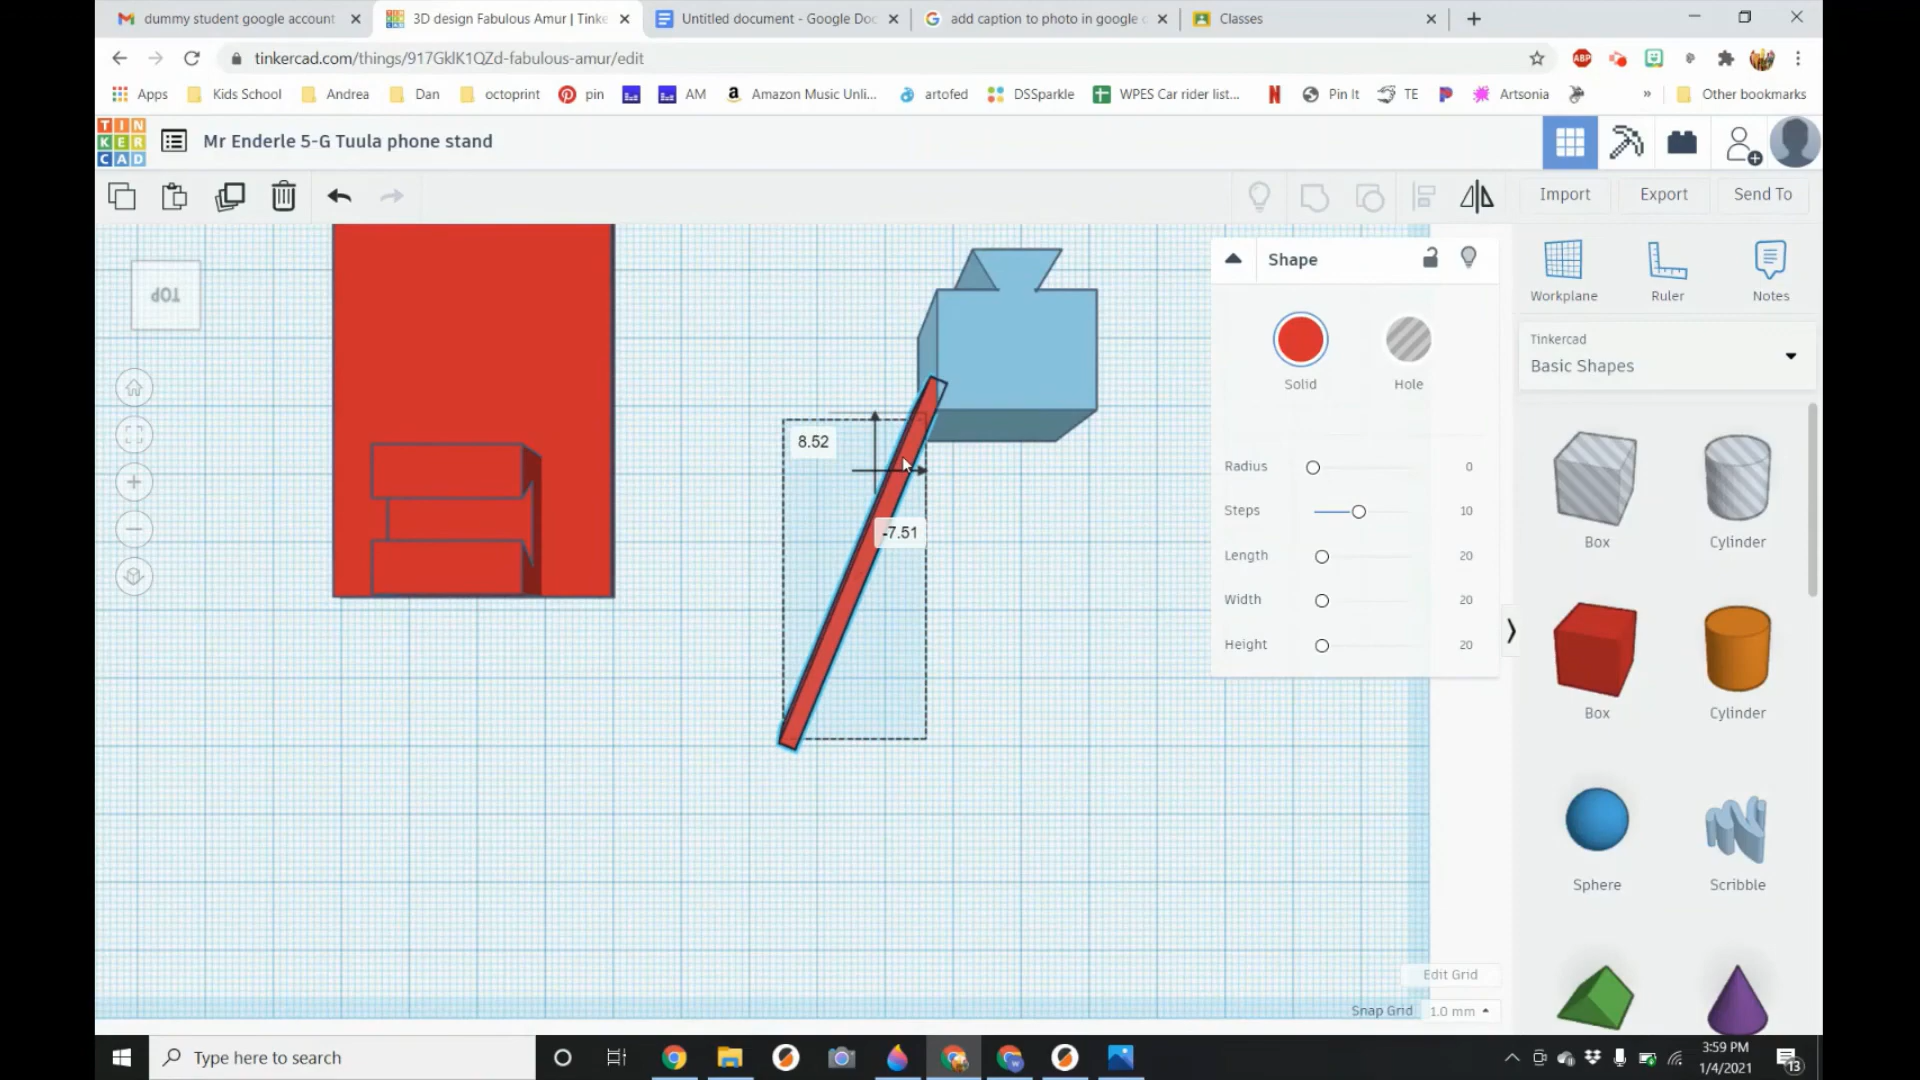 dummy student google account
3D design Fabulous Amur | Tinke
Untitled document - Google Doc
add caption to photo in google
Classes
tinkercad.com/things/917GklK1QZd-fabulous-amur/edit
ABP
Apps
Kids School
Andrea
Dan
octoprint
pin
AM
Amazon Music Unli...
artofed
DSSparkle
WPES Car rider list...
Pin It
TE
Artsonia
»
Other bookmarks
TIN
KER
CAD
Mr Enderle 5-G Tuula phone stand
Import
Export
Send To
TOP
8.52
-7.51
Shape
Solid
Hole
Radius 0
Steps 10
Length 20
Width 20
Height 20
Workplane
Ruler
Notes
Tinkercad
Basic Shapes
Box
Cylinder
Box
Cylinder
Sphere
Scribble
Edit Grid
Snap Grid 1.0 mm
Type here to search
3:59 PM
1/4/2021
13